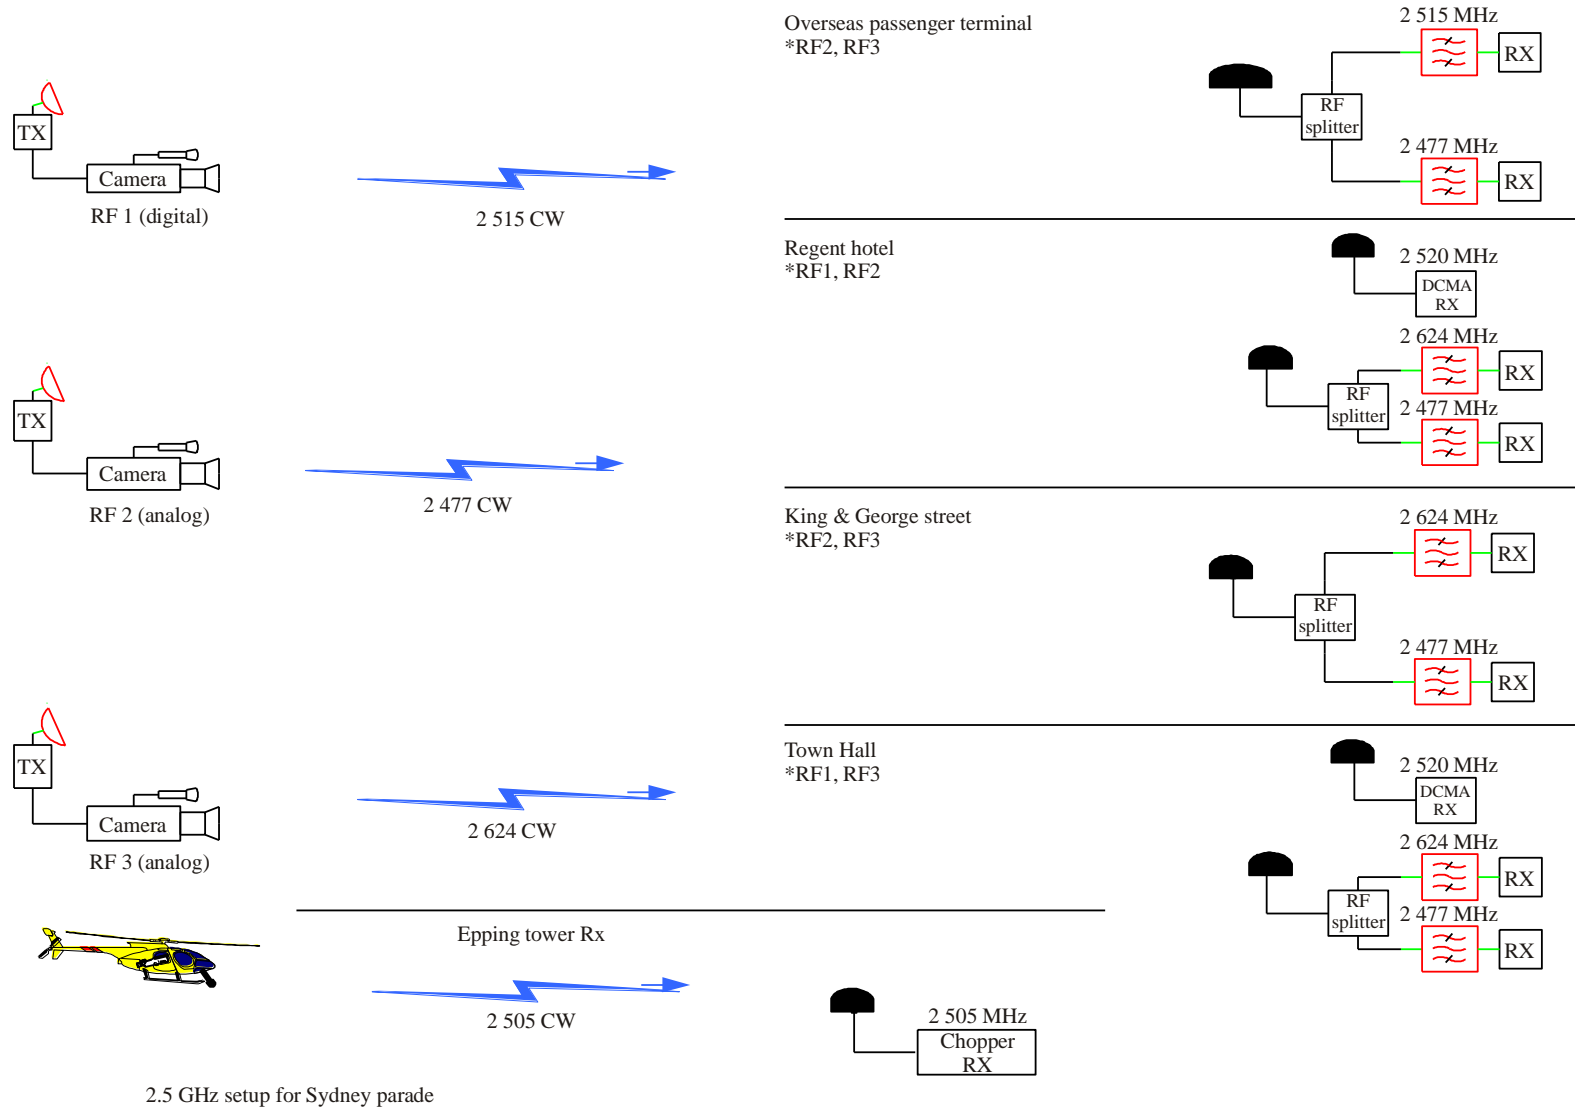 TX
Camera
RF 1 (digital)
2 515 CW
Overseas passenger terminal
*RF2, RF3
2 515 MHz
RX
RF
splitter
2 477 MHz
RX
Regent hotel
*RF1, RF2
2 520 MHz
DCMA
RX
2 624 MHz
RX
RF
splitter
2 477 MHz
RX
TX
Camera
RF 2 (analog)
2 477 CW
King & George street
*RF2, RF3
2 624 MHz
RX
RF
splitter
2 477 MHz
RX
TX
Camera
RF 3 (analog)
2 624 CW
Town Hall
*RF1, RF3
2 520 MHz
DCMA
RX
2 624 MHz
RX
RF
splitter
2 477 MHz
RX
Epping tower Rx
2 505 CW
2 505 MHz
Chopper
RX
2.5 GHz setup for Sydney parade